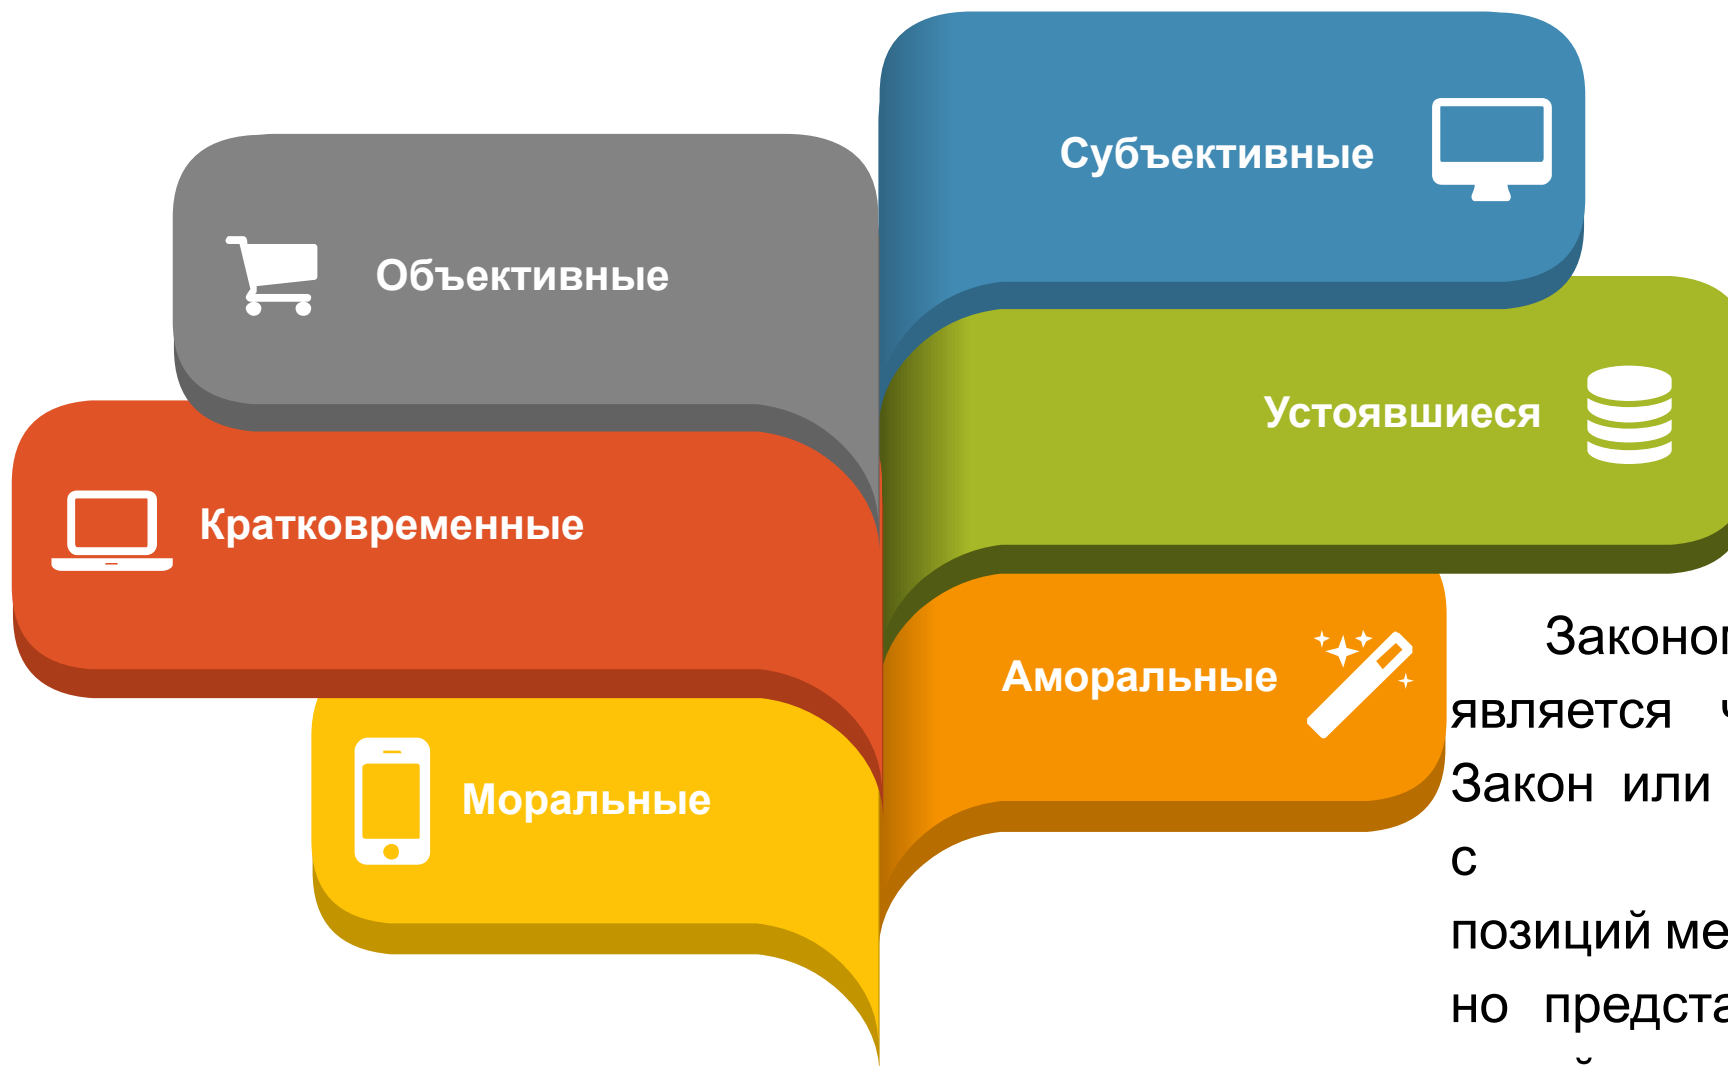 Субъективные
Объективные
Устоявшиеся
Кратковременные
Аморальные
Моральные
является
Закон или
с
позиций
но